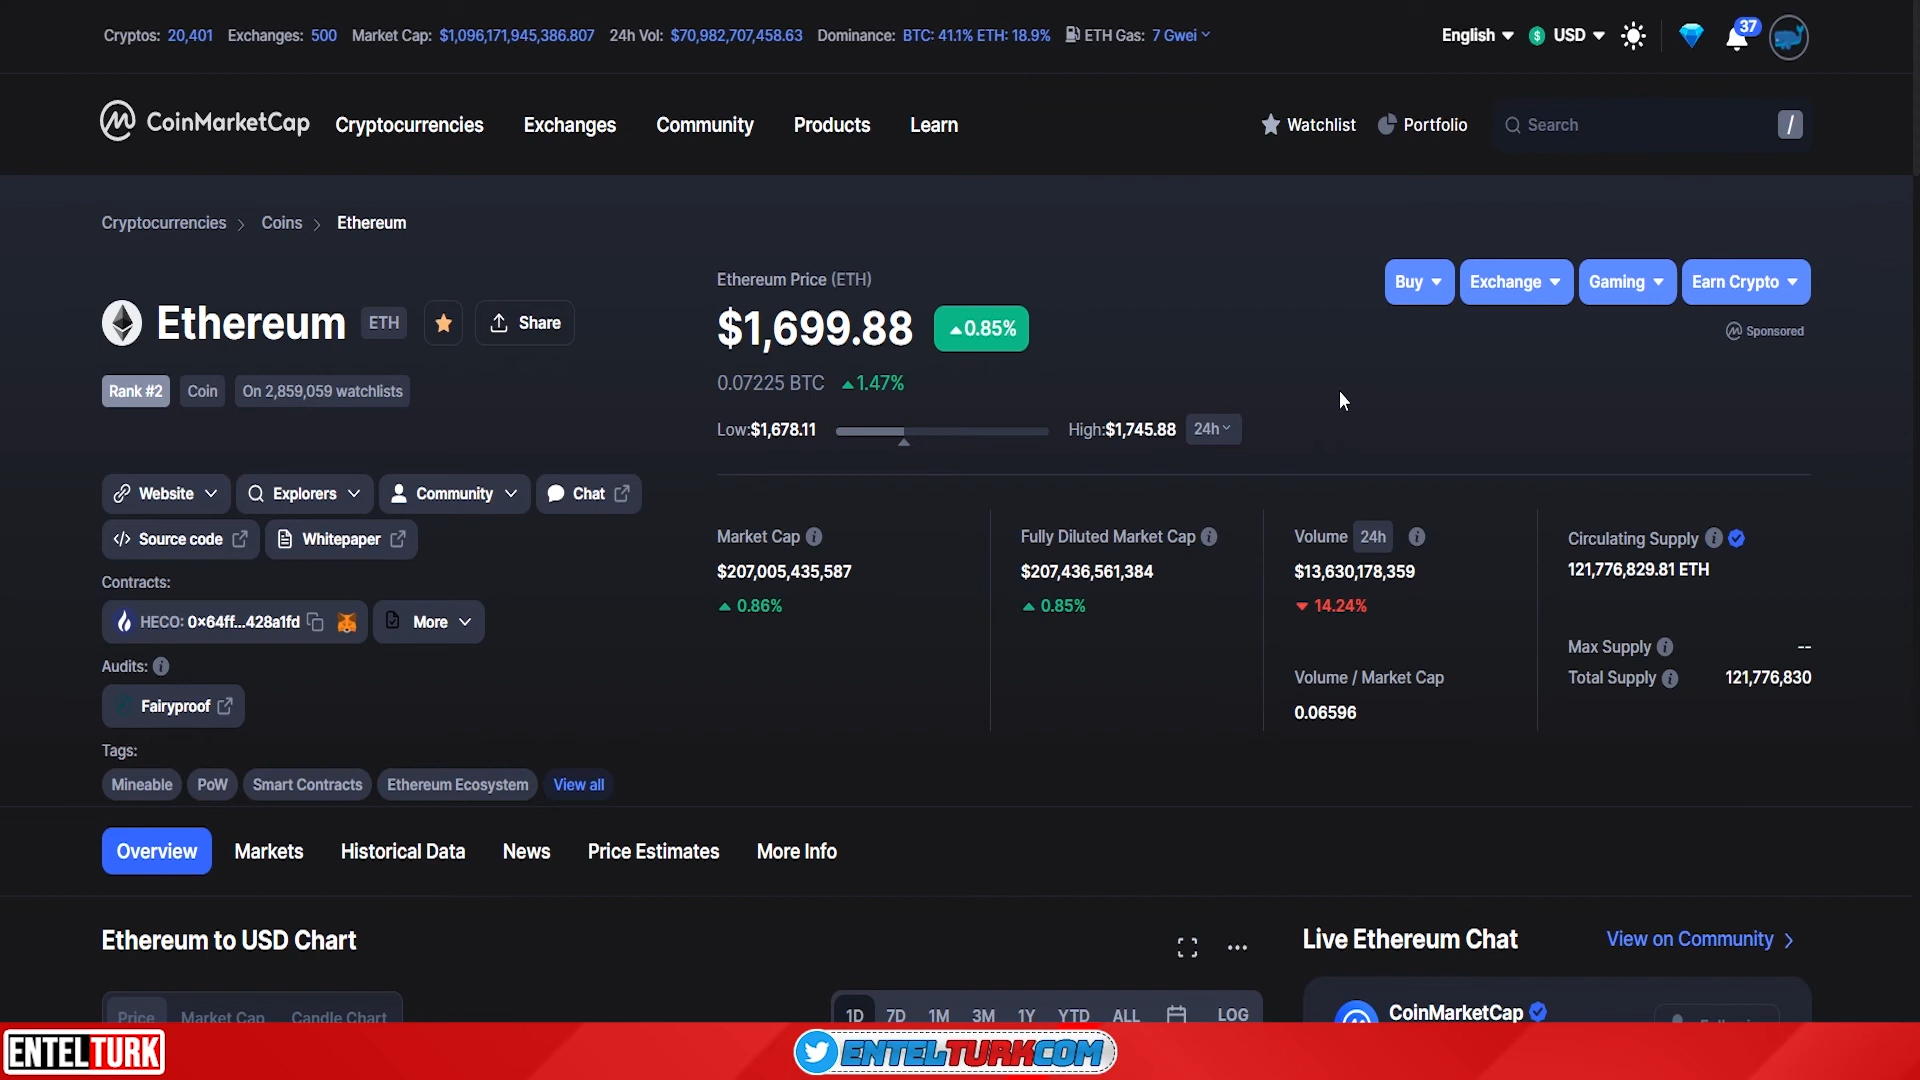 Cryptos: 20,401 Exchanges: 500 Market Cap: $1,096,171,945,386.807 24h Vol: $70,982,707,458.63 Dominance: BTC: 41.1% ETH: 18.9% ETH Gas: 7 Gwei English USD 37
CoinMarketCap Cryptocurrencies Exchanges Community Products Learn Watchlist Portfolio Search /
Cryptocurrencies > Coins > Ethereum
Ethereum Price (ETH)
Buy Exchange Gaming Earn Crypto
Ethereum ETH Share
$1,699.88 0.85%
Sponsored
Rank #2 Coin On 2,859,059 watchlists
0.07225 BTC 1.47%
Low:$1,678.11 High:$1,745.88 24h
Website Explorers Community Chat
Source code Whitepaper
Contracts:
HECO: 0x64ff...428a1fd More
Audits:
Fairyproof
Tags:
Mineable PoW Smart Contracts Ethereum Ecosystem View all
Market Cap
$207,005,435,587
0.86%
Fully Diluted Market Cap
$207,436,561,384
0.85%
Volume 24h
$13,630,178,359
14.24%
Volume / Market Cap
0.06596
Circulating Supply
121,776,829.81 ETH
Max Supply --
Total Supply 121,776,830
Overview Markets Historical Data News Price Estimates More Info
Ethereum to USD Chart
Live Ethereum Chat View on Community >
Price Market Cap Candle Chart
1D 7D 1M 3M 1Y YTD ALL LOG
CoinMarketCap
ENTELTURK
ENTELTURKCOM